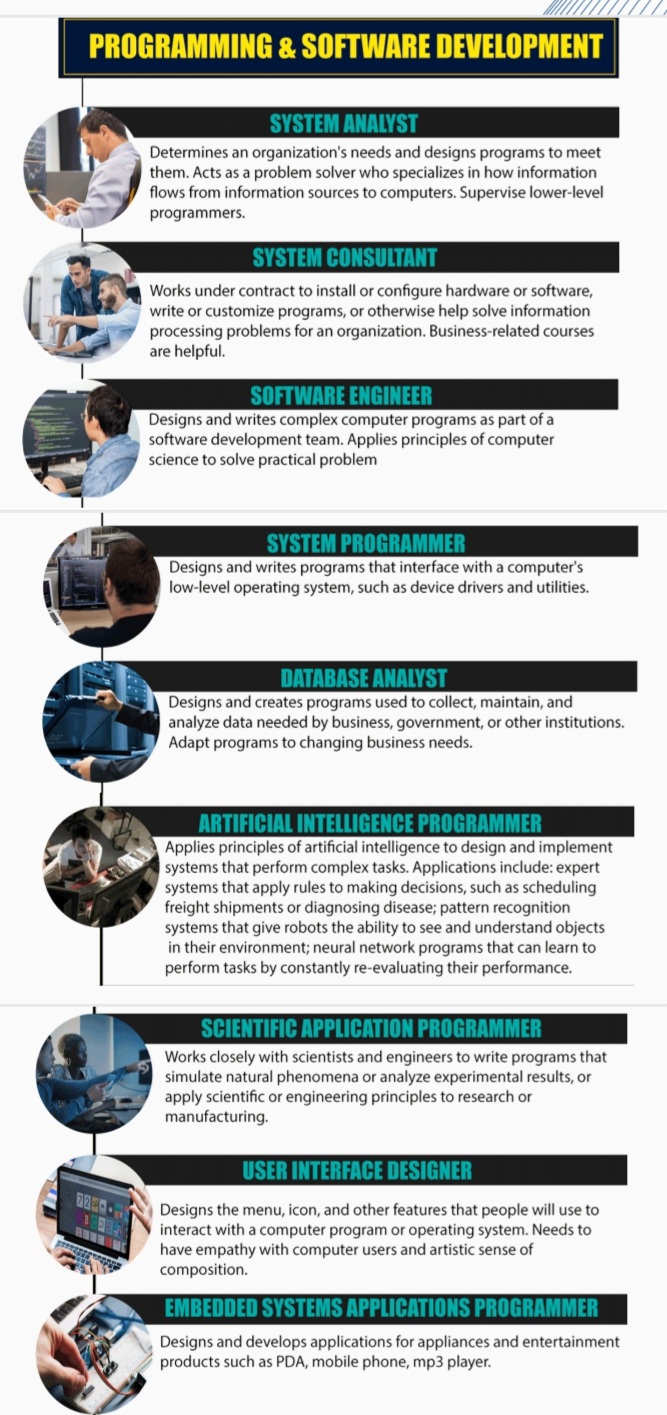 PROGRAMMING & SOFTWARE DEVELOPMENT
SYSTEM ANALYST
Determines an organization's needs and designs programs to meet
them. Acts as a problem solver who specializes in how information
flows from information sources to computers. Supervise lower-level
programmers.
SYSTEM CONSULTANT
Works under contract to install or configure hardware or software,
write or customize programs, or otherwise help solve information
processing problems for an organization. Business-related courses
are helpful.
SOFTWARE ENGINEER
Designs and writes complex computer programs as part of a
software development team. Applies principles of computer
science to solve practical problem
SYSTEM PROGRAMMER
Designs and writes programs that interface with a computer's
low-level operating system, such as device drivers and utilities.
DATABASE ANALYST
Designs and creates programs used to collect, maintain, and
analyze data needed by business, government, or other institutions.
Adapt programs to changing business needs.
ARTIFICIAL INTELLIGENCE PROGRAMMER
Applies principles of artificial intelligence to design and implement
systems that perform complex tasks. Applications include: expert
systems that apply rules to making decisions, such as scheduling
freight shipments or diagnosing disease; pattern recognition
systems that give robots the ability to see and understand objects
in their environment; neural network programs that can learn to
perform tasks by constantly re-evaluating their performance.
SCIENTIFIC APPLICATION PROGRAMMER
Works closely with scientists and engineers to write programs that
simulate natural phenomena or analyze experimental results, or
apply scientific or engineering principles to research or
manufacturing.
USER INTERFACE DESIGNER
Designs the menu, icon, and other features that people will use to
interact with a computer program or operating system. Needs to
have empathy with computer users and artistic sense of
composition.
EMBEDDED SYSTEMS APPLICATIONS PROGRAMMER
Designs and develops applications for appliances and entertainment
products such as PDA, mobile phone, mp3 player.